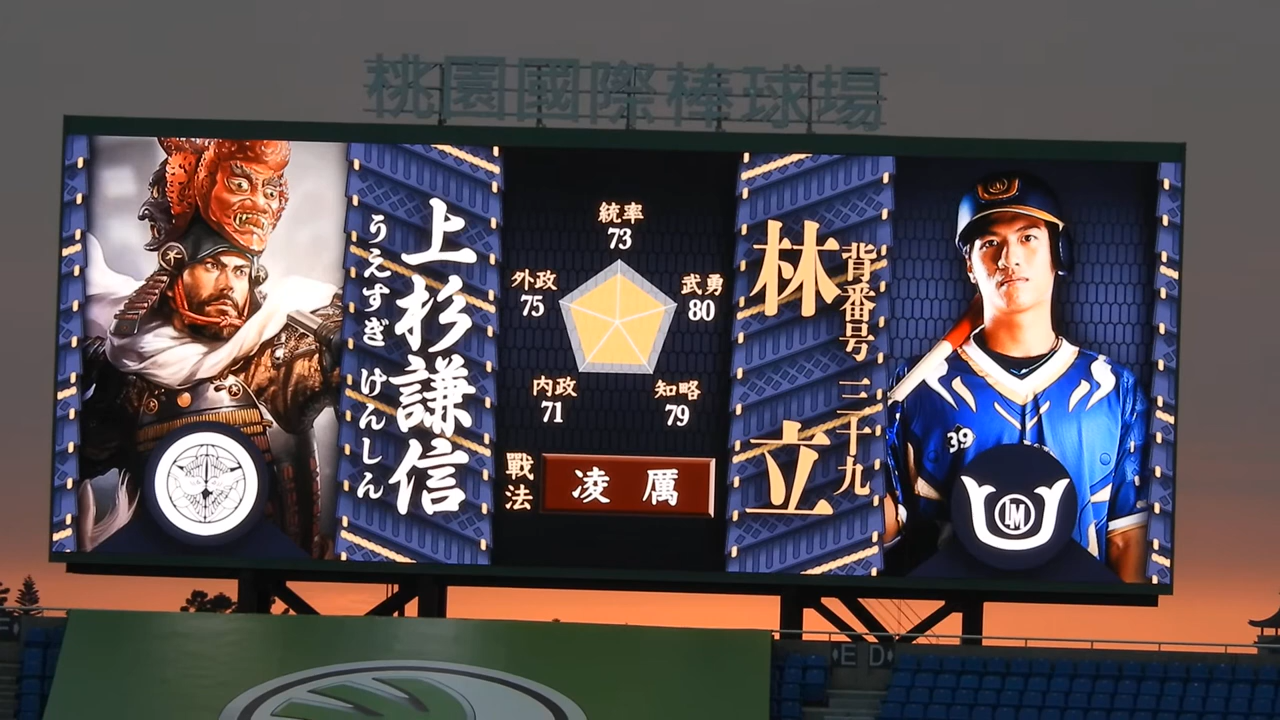 桃園國際棒球場
上杉謙信
うえすぎ けんしん
統率
73
外政
75
武勇
80
内政
71
知略
79
戰法
凌厲
林立
背番号 三十九
39
LM
E D